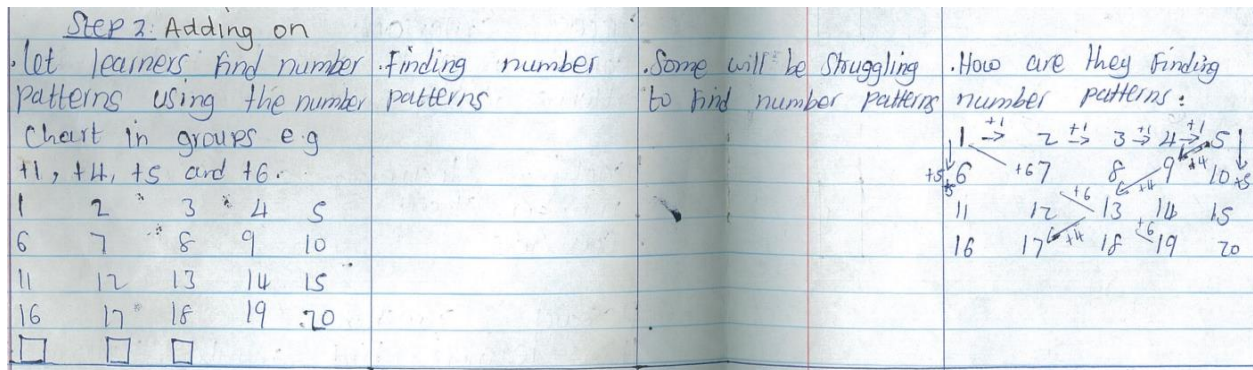 Step 2: Adding on
. let learners find number
patterns using the number
Chart in groups e.g
+1, +4, +5 and +6.
1 2 3 4 5
6 7 8 9 10
11 12 13 14 15
16 17 18 19 20
. Finding number
patterns
. Some will be Struggling
to find number patterns
. How are they Finding
number patterns:
1 +1 2 +1 3 +1 4 +1 5
+5 6 +6 7 8 9 +4 10 +5
+6 +4
11 12 13 14 15
16 17 +4 18 +6 19 20